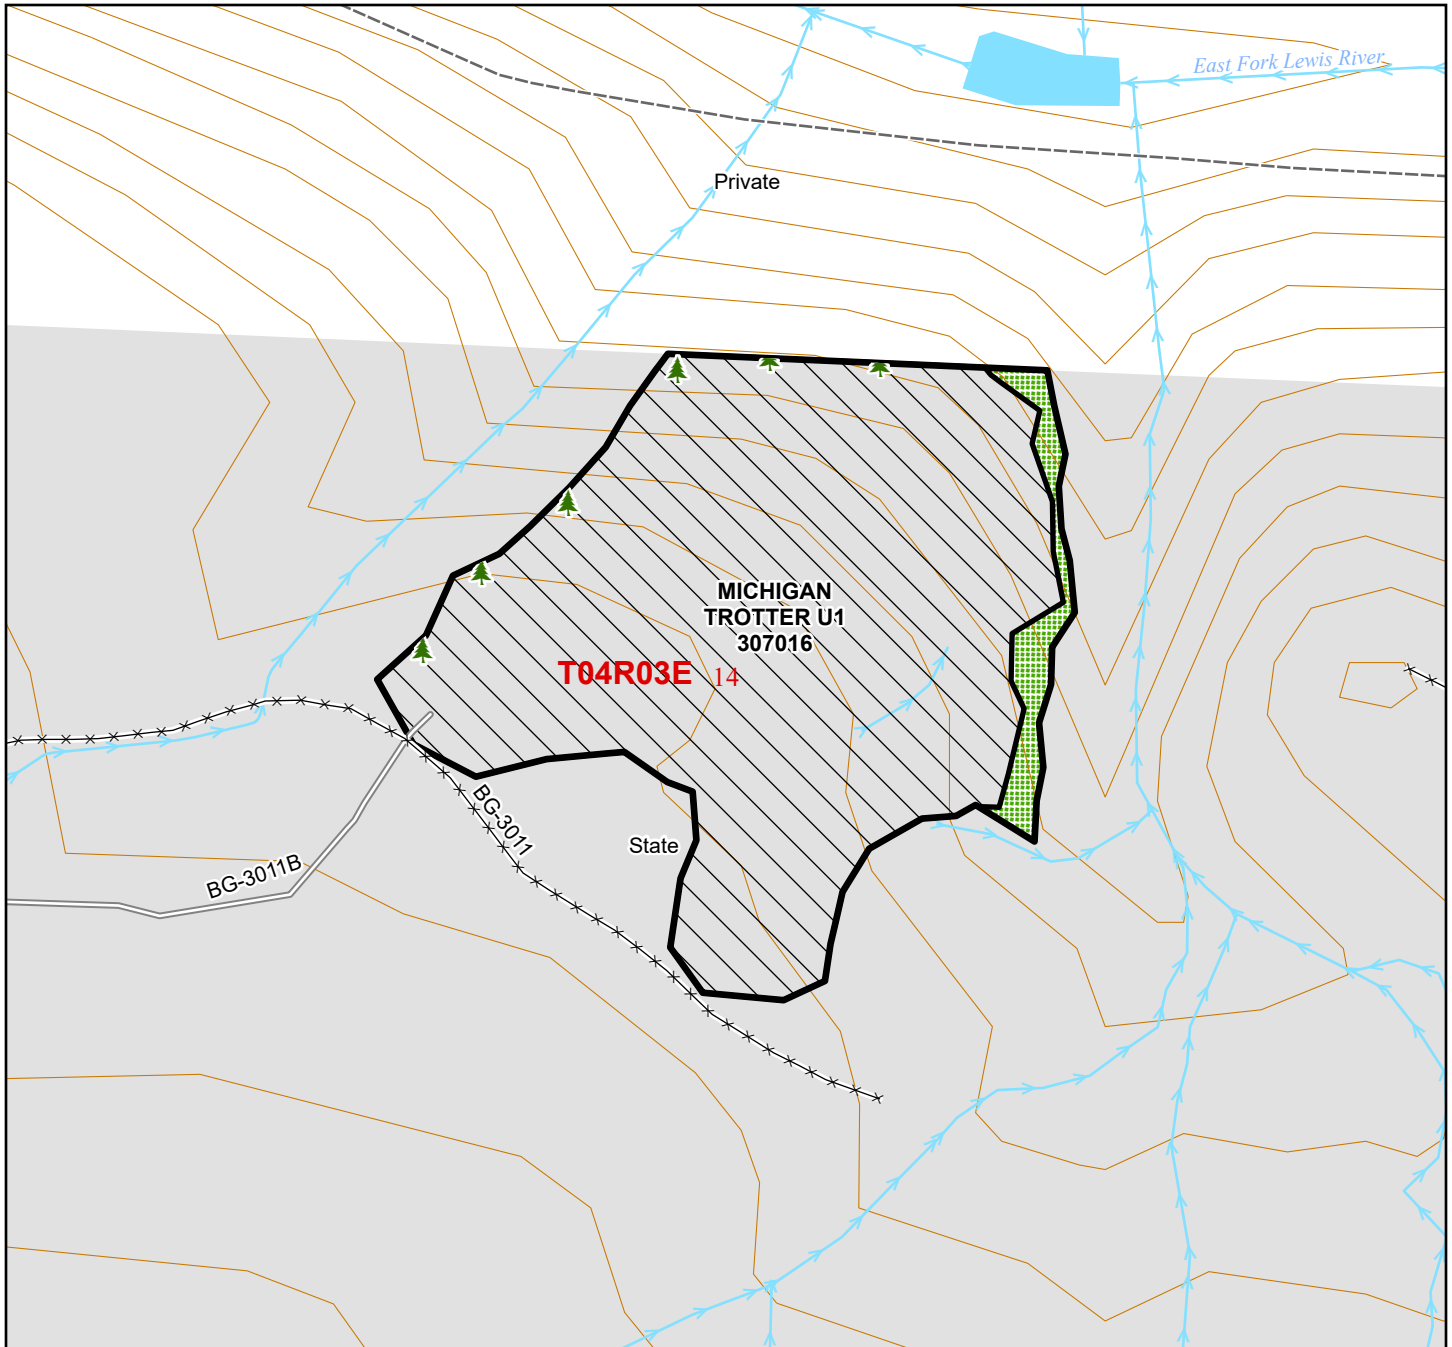 East Fork Lewis River
Private
MICHIGAN
TROTTER U1
307016
T04R03E 14
BG-3011
State
BG-3011B